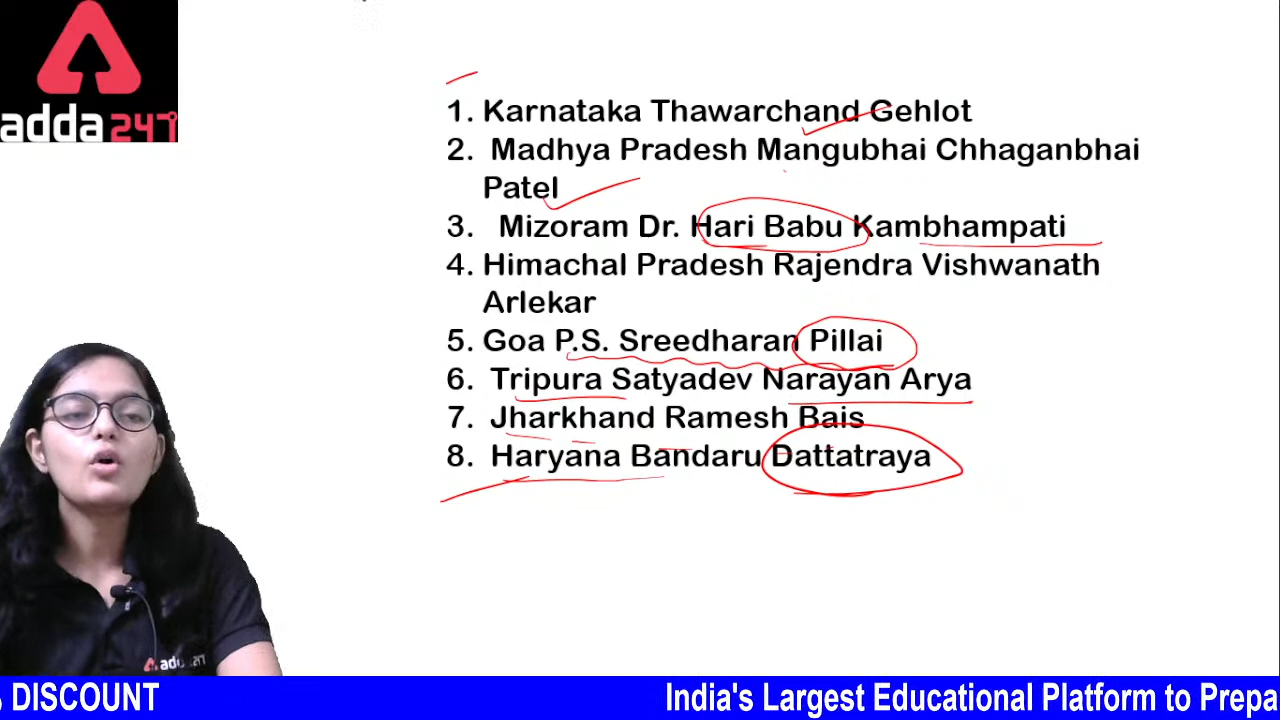 adda247
1. Karnataka Thawarchand Gehlot
2. Madhya Pradesh Mangubhai Chhaganbhai
Patel
3. Mizoram Dr. Hari Babu Kambhampati
4. Himachal Pradesh Rajendra Vishwanath
Arlekar
5. Goa P.S. Sreedharan Pillai
6. Tripura Satyadev Narayan Arya
7. Jharkhand Ramesh Bais
8. Haryana Bandaru Dattatraya
adda247
DISCOUNT India's Largest Educational Platform to Prepa